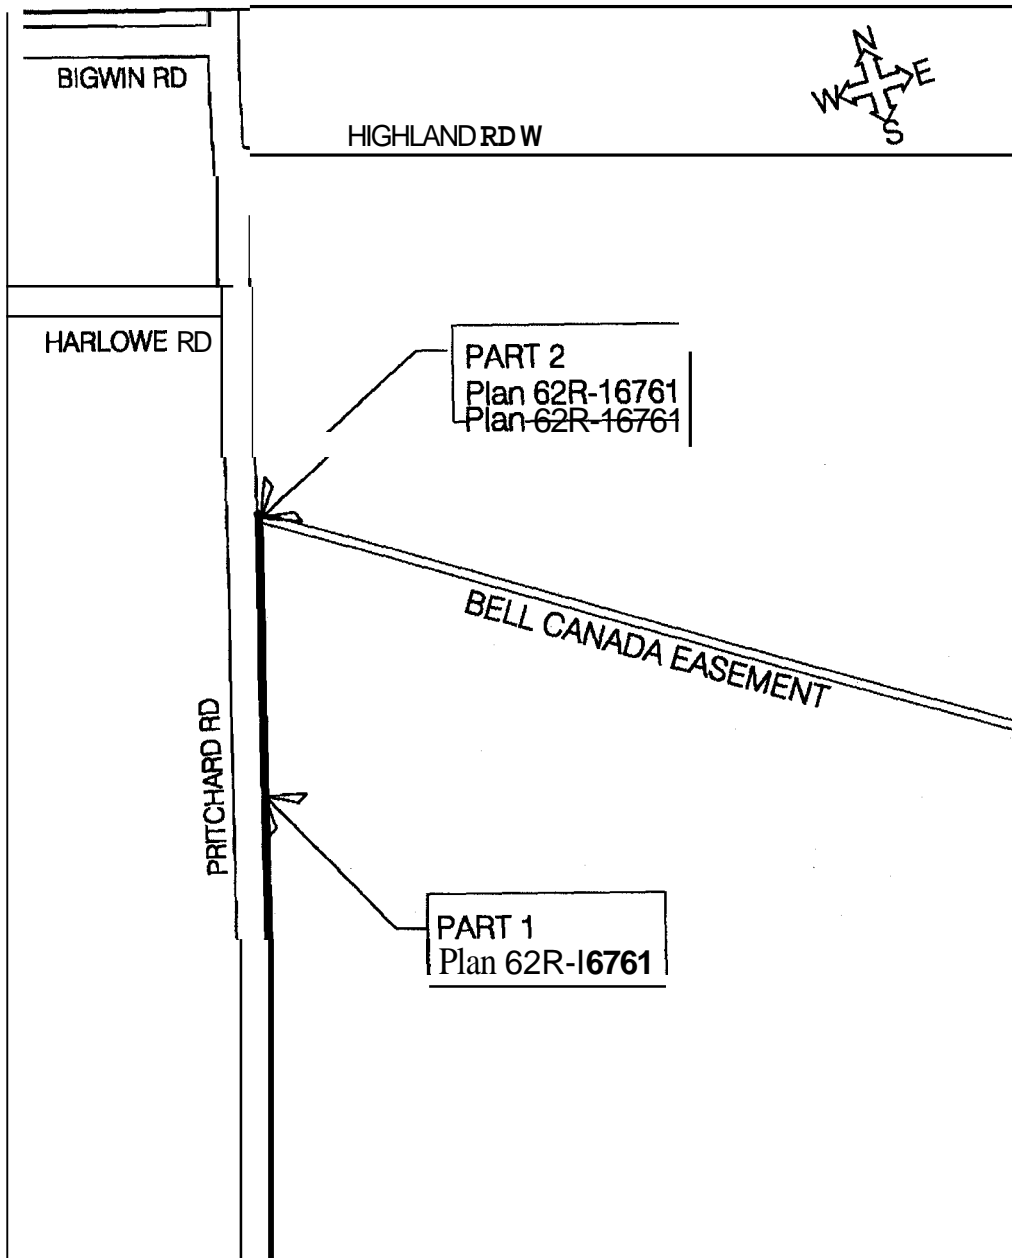 BIGWIN RD
N
W E
S
HIGHLAND RD W
HARLOWE RD
PART 2
Plan 62R-16761
Plan 62R-16761
BELL CANADA EASEMENT
PRITCHARD RD
PART 1
Plan 62R-I6761